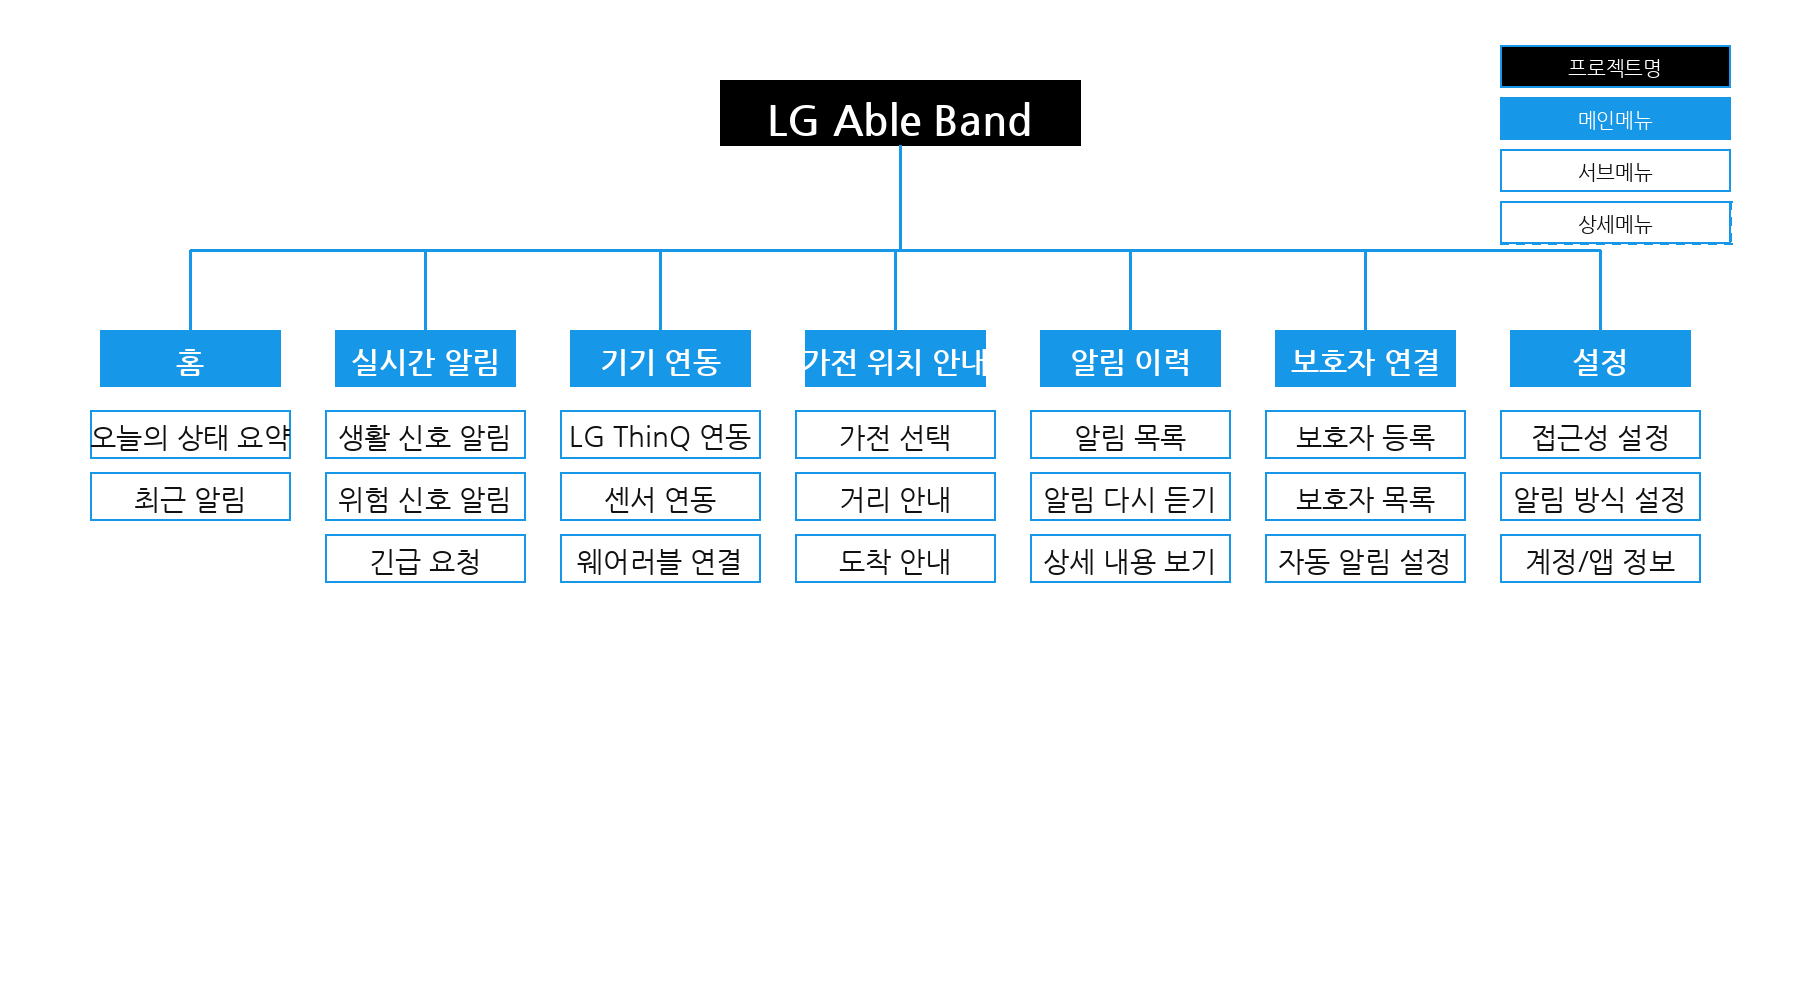 프로젝트명
메인메뉴
서브메뉴
상세메뉴
LG Able Band
홈
오늘의 상태 요약
최근 알림
실시간 알림
생활 신호 알림
위험 신호 알림
긴급 요청
기기 연동
LG ThinQ 연동
센서 연동
웨어러블 연결
가전 위치 안내
가전 선택
거리 안내
도착 안내
알림 이력
알림 목록
알림 다시 듣기
상세 내용 보기
보호자 연결
보호자 등록
보호자 목록
자동 알림 설정
설정
접근성 설정
알림 방식 설정
계정/앱 정보